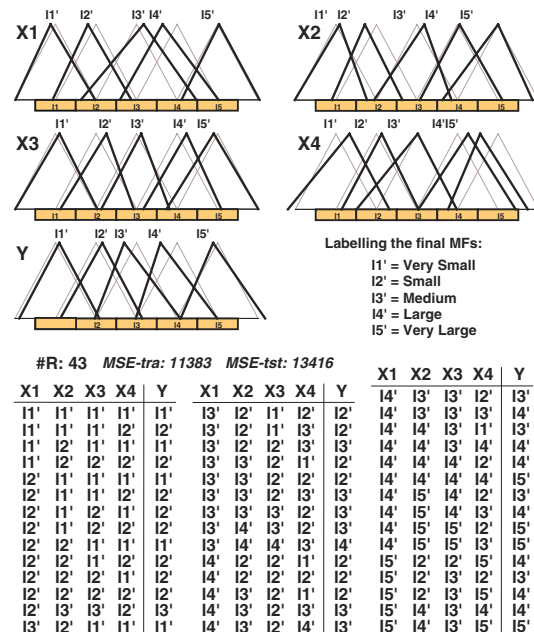 X1 l1' l2' l3' l4' l5'
l1 l2 l3 l4 l5
X2 l1' l2' l3' l4' l5'
l1 l2 l3 l4 l5
X3 l1' l2' l3' l4' l5'
l1 l2 l3 l4 l5
X4 l1' l2' l3' l4'l5'
l1 l2 l3 l4 l5
Y l1' l2' l3' l4' l5'
l2 l3 l4 l5
Labelling the final MFs:
l1' = Very Small
l2' = Small
l3' = Medium
l4' = Large
l5' = Very Large
#R: 43 MSE-tra: 11383 MSE-tst: 13416
X1 X2 X3 X4 Y
l1' l1' l1' l1' l1'
l1' l1' l1' l2' l2'
l1' l2' l1' l1' l1'
l1' l2' l2' l2' l2'
l2' l1' l1' l1' l1'
l2' l1' l1' l2' l2'
l2' l1' l2' l1' l2'
l2' l1' l2' l2' l2'
l2' l2' l1' l1' l1'
l2' l2' l1' l2' l2'
l2' l2' l2' l1' l2'
l2' l2' l2' l2' l2'
l2' l3' l3' l2' l3'
l3' l2' l1' l1' l1'
X1 X2 X3 X4 Y
l3' l2' l1' l2' l2'
l3' l2' l1' l3' l2'
l3' l2' l2' l3' l3'
l3' l3' l2' l1' l2'
l3' l3' l1' l2' l2'
l3' l3' l2' l3' l3'
l3' l3' l3' l2' l3'
l3' l4' l3' l2' l3'
l3' l4' l4' l3' l4'
l4' l2' l2' l1' l2'
l4' l2' l2' l2' l2'
l4' l3' l2' l1' l2'
l4' l3' l2' l2' l3'
l4' l3' l2' l4' l3'
X1 X2 X3 X4 Y
l4' l3' l3' l2' l3'
l4' l3' l3' l3' l4'
l4' l4' l3' l1' l3'
l4' l4' l3' l4' l4'
l4' l4' l4' l2' l4'
l4' l4' l4' l4' l5'
l4' l5' l4' l2' l3'
l4' l5' l4' l3' l4'
l4' l5' l5' l2' l5'
l4' l5' l5' l3' l5'
l5' l2' l2' l5' l4'
l5' l2' l3' l2' l3'
l5' l2' l3' l5' l4'
l5' l4' l3' l4' l4'
l5' l4' l3' l5' l5'